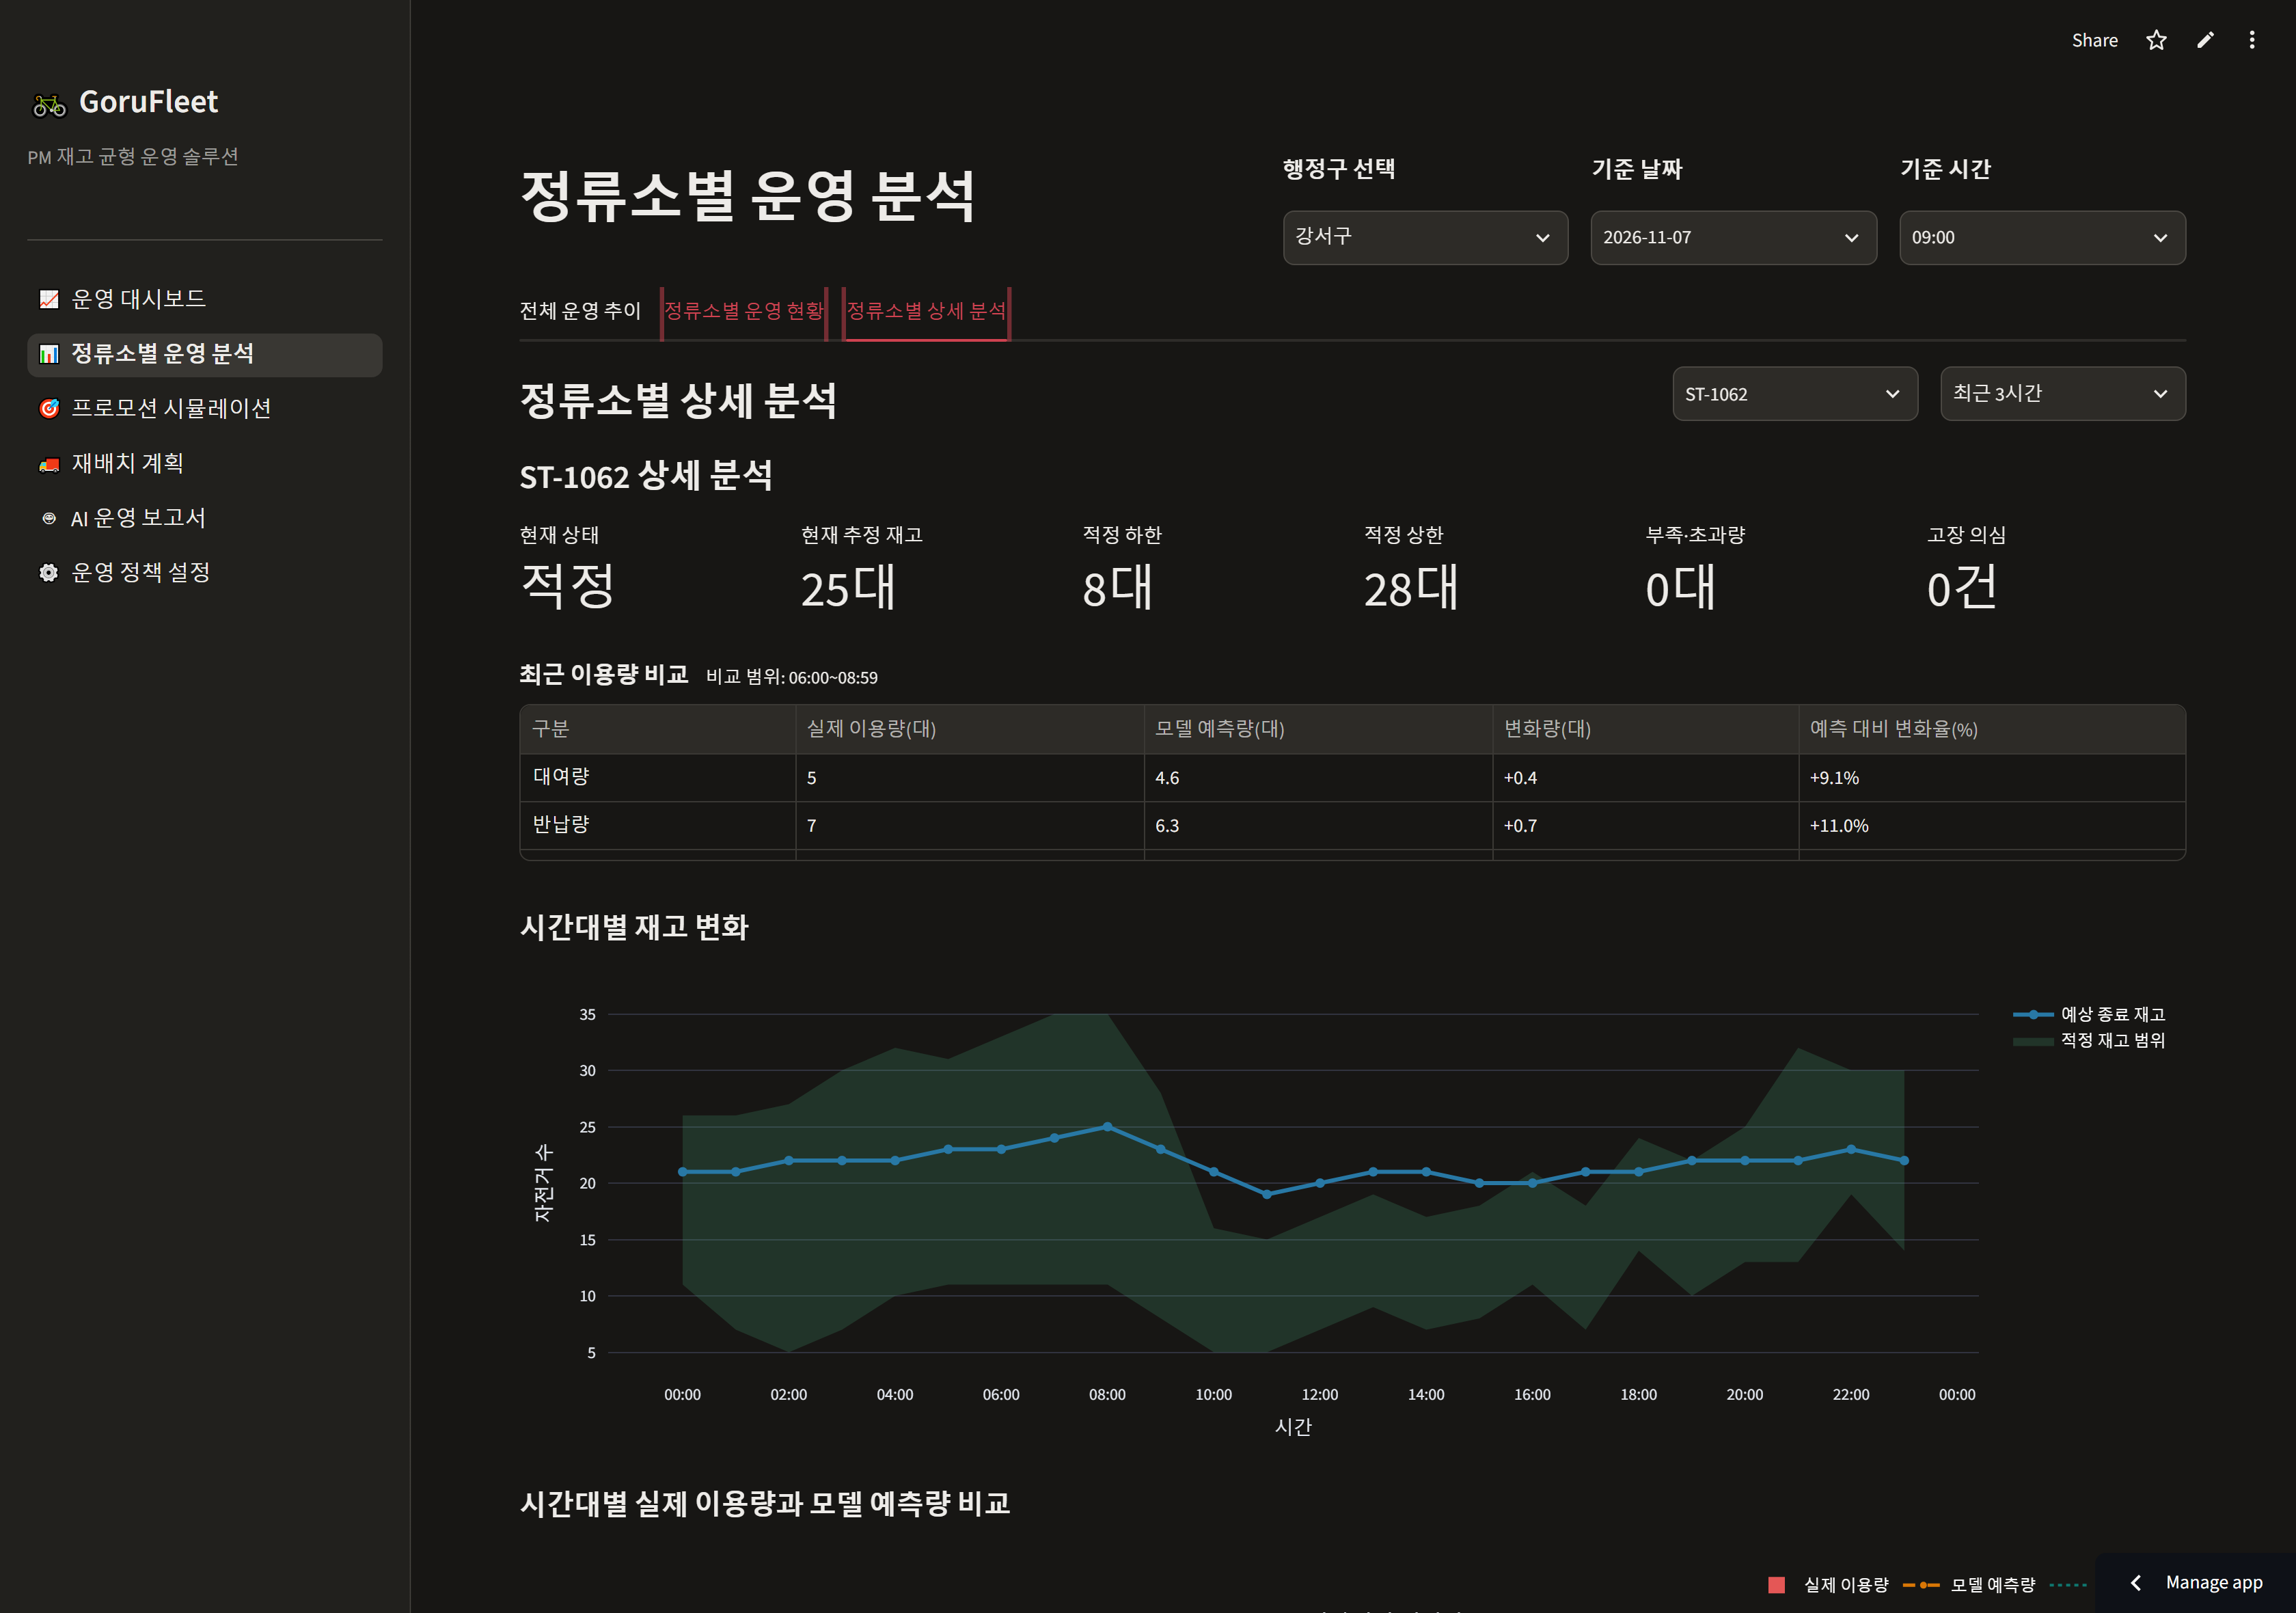 Share
GoruFleet
PM 재고 균형 운영 솔루션
운영 대시보드
정류소별 운영 분석
프로모션 시뮬레이션
재배치 계획
AI 운영 보고서
운영 정책 설정
정류소별 운영 분석
행정구 선택 기준 날짜 기준 시간
강서구 2026-11-07 09:00
전체 운영 추이 정류소별 운영 현황 정류소별 상세 분석
정류소별 상세 분석 ST-1062 최근 3시간
ST-1062 상세 분석
현재 상태 현재 추정 재고 적정 하한 적정 상한 부족·초과량 고장 의심
적정 25대 8대 28대 0대 0건
최근 이용량 비교 비교 범위: 06:00~08:59
구분 실제 이용량(대) 모델 예측량(대) 변화량(대) 예측 대비 변화율(%)
대여량 5 4.6 +0.4 +9.1%
반납량 7 6.3 +0.7 +11.0%
시간대별 재고 변화
예상 종료 재고
적정 재고 범위
자전거 수
35
30
25
20
15
10
5
00:00 02:00 04:00 06:00 08:00 10:00 12:00 14:00 16:00 18:00 20:00 22:00 00:00
시간
시간대별 실제 이용량과 모델 예측량 비교
실제 이용량 모델 예측량
Manage app